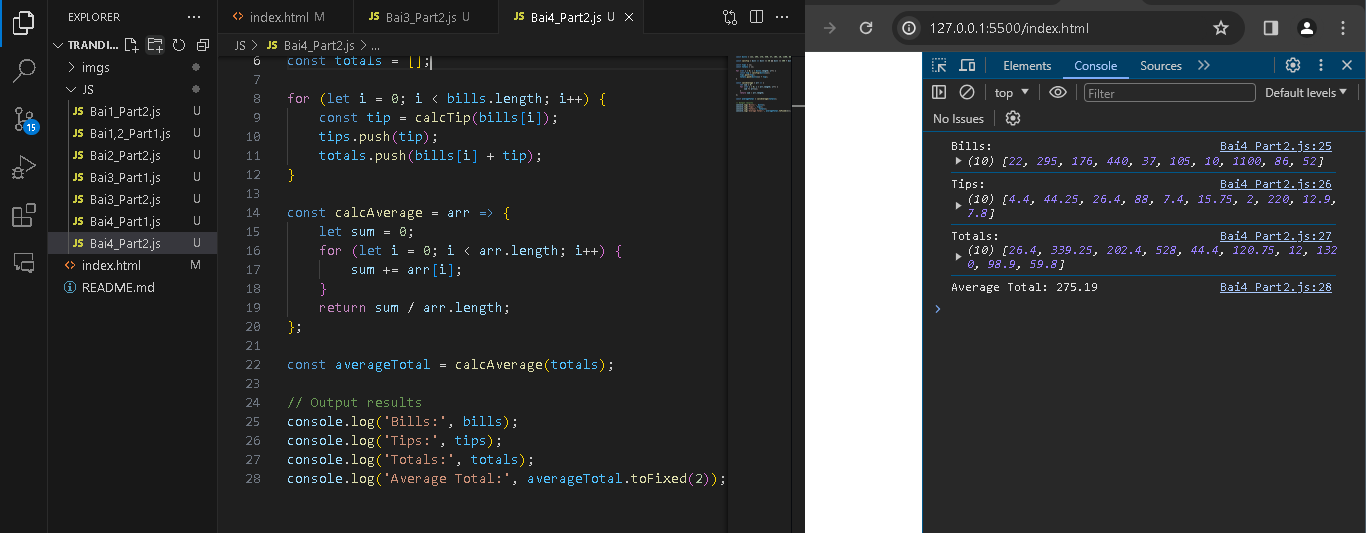 EXPLORER
TRANDI...
imgs
JS
JS Bai1_Part2.js U
JS Bai1,2_Part1.js U
JS Bai2_Part2.js U
JS Bai3_Part1.js U
JS Bai3_Part2.js U
JS Bai4_Part1.js U
JS Bai4_Part2.js U
<> index.html M
README.md
15
<> index.html M
JS Bai3_Part2.js U
JS Bai4_Part2.js U
JS > JS Bai4_Part2.js > ...
6 const totals = [];
7
8 for (let i = 0; i < bills.length; i++) {
9 const tip = calcTip(bills[i]);
10 tips.push(tip);
11 totals.push(bills[i] + tip);
12 }
13
14 const calcAverage = arr => {
15 let sum = 0;
16 for (let i = 0; i < arr.length; i++) {
17 sum += arr[i];
18 }
19 return sum / arr.length;
20 };
21
22 const averageTotal = calcAverage(totals);
23
24 // Output results
25 console.log('Bills:', bills);
26 console.log('Tips:', tips);
27 console.log('Totals:', totals);
28 console.log('Average Total:', averageTotal.toFixed(2));
127.0.0.1:5500/index.html
Elements Console Sources
top Filter Default levels
No Issues
Bills: Bai4 Part2.js:25
(10) [22, 295, 176, 440, 37, 105, 10, 1100, 86, 52]
Tips: Bai4 Part2.js:26
(10) [4.4, 44.25, 26.4, 88, 7.4, 15.75, 2, 220, 12.9,
7.8]
Totals: Bai4 Part2.js:27
(10) [26.4, 339.25, 202.4, 528, 44.4, 120.75, 12, 132
0, 98.9, 59.8]
Average Total: 275.19 Bai4 Part2.js:28